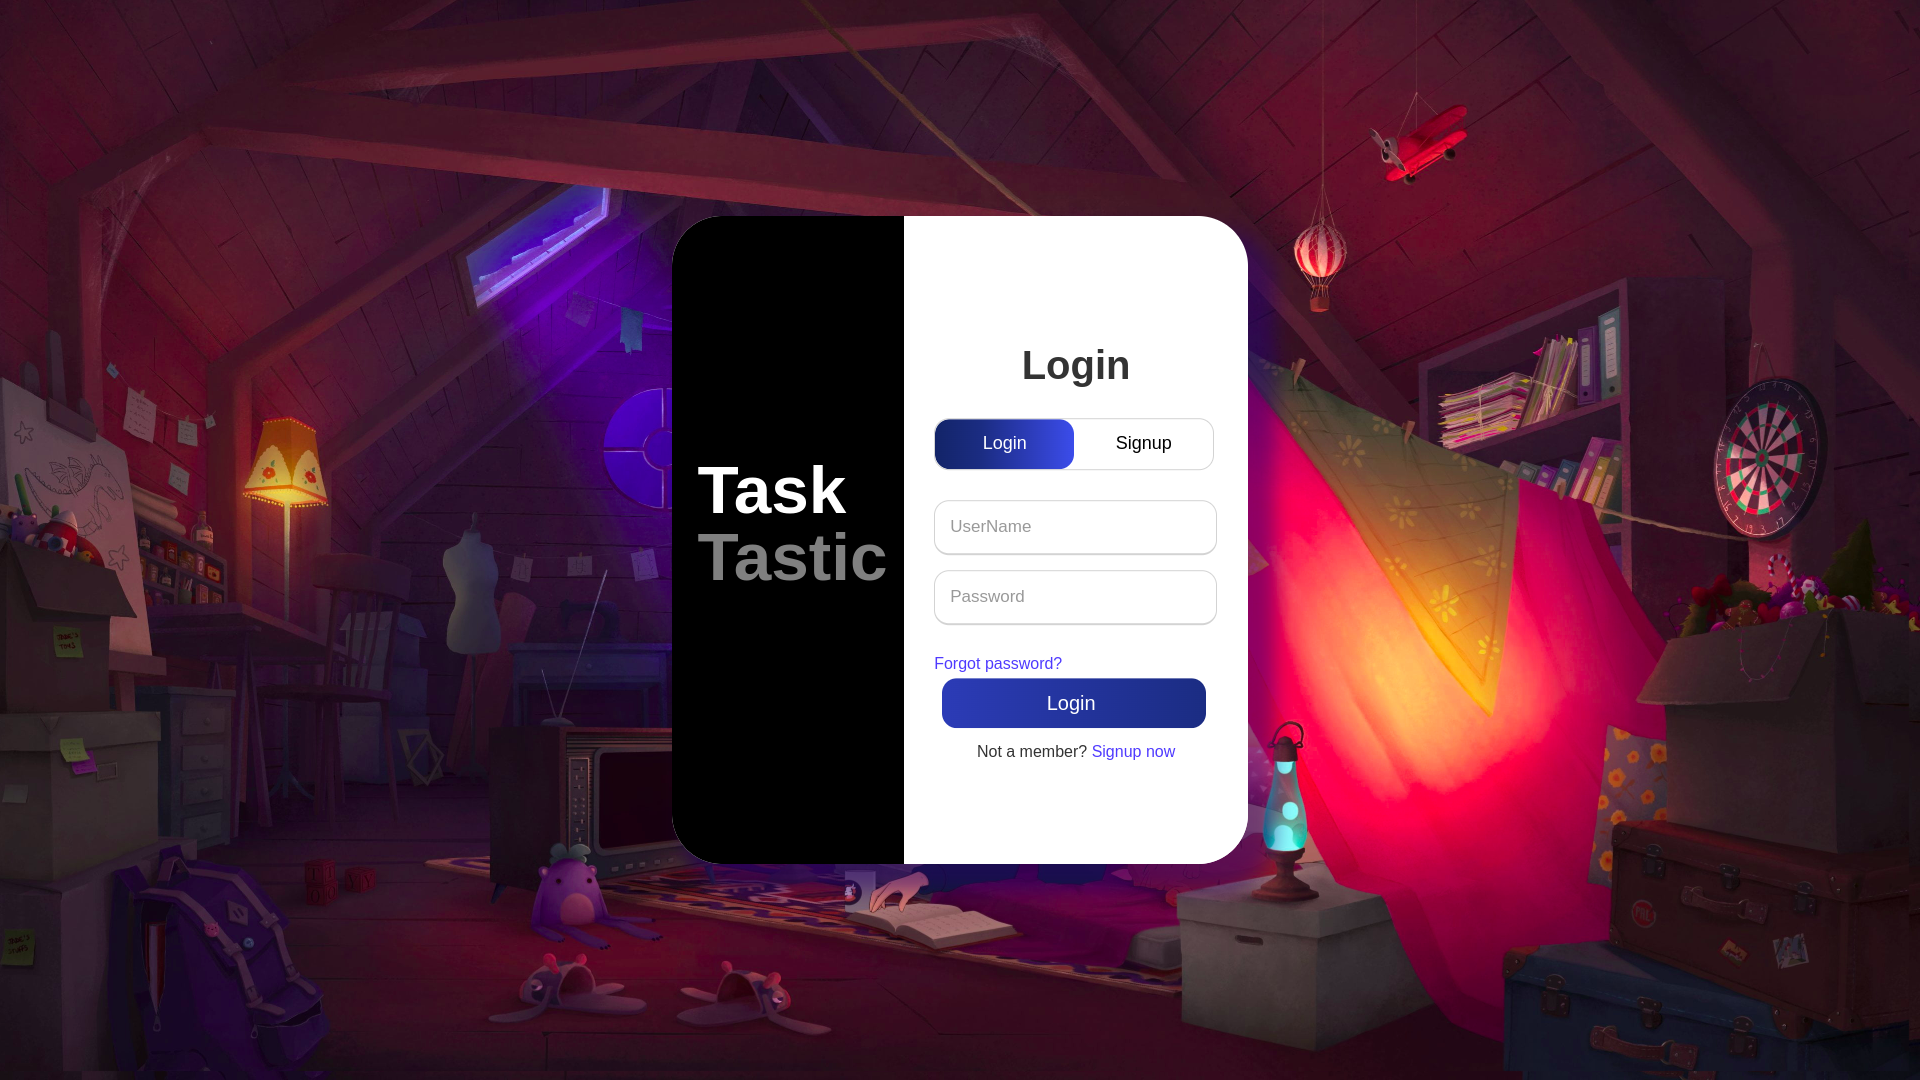 Task
Tastic
Login
Login
Signup
UserName
Password
Forgot password?
Login
Not a member? Signup now